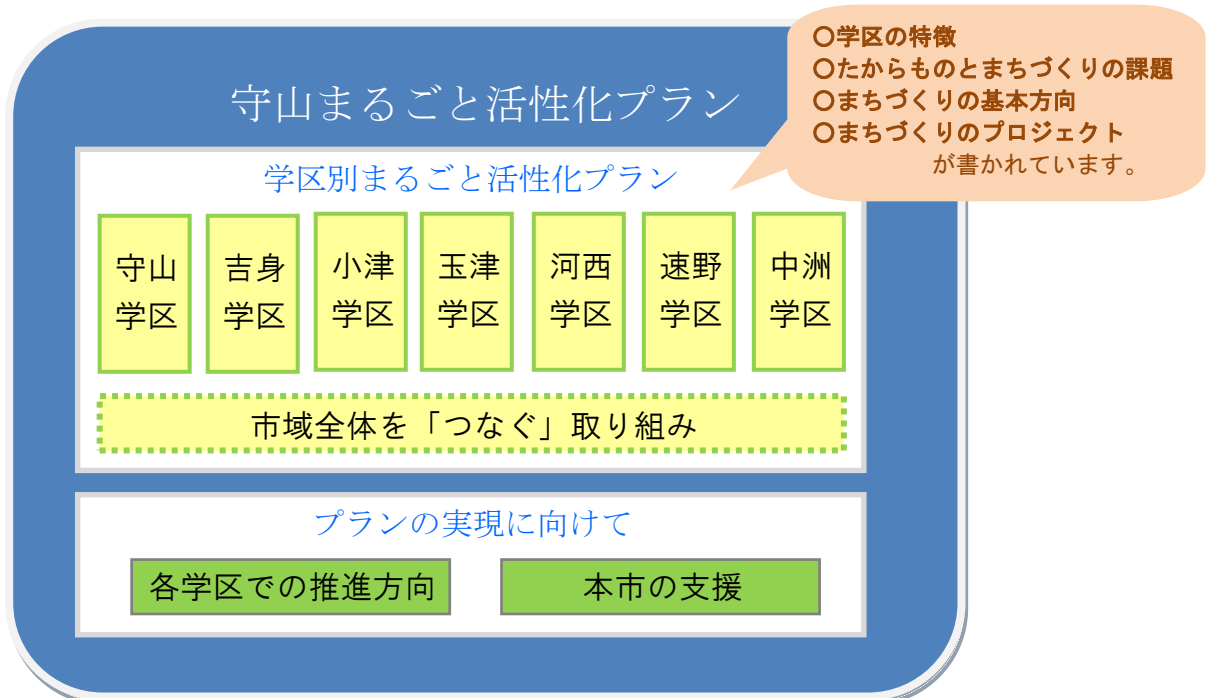 〇学区の特徴
〇たからものとまちづくりの課題
〇まちづくりの基本方向
〇まちづくりのプロジェクト
が書かれています。
守山まるごと活性化プラン
学区別まるごと活性化プラン
守山
学区
吉身
学区
小津
学区
玉津
学区
河西
学区
速野
学区
中洲
学区
市域全体を「つなぐ」取り組み
プランの実現に向けて
各学区での推進方向
本市の支援